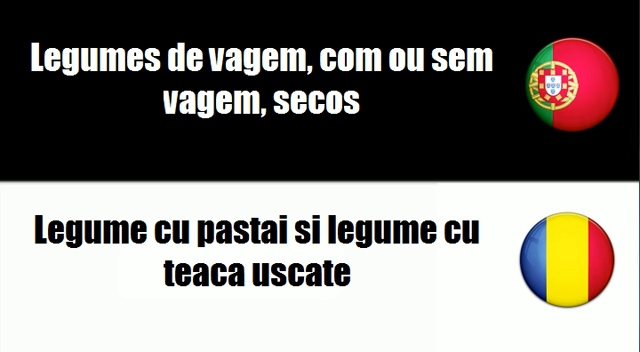 Legumes de vagem, com ou sem
vagem, secos
Legume cu pastai si legume cu
teaca uscate